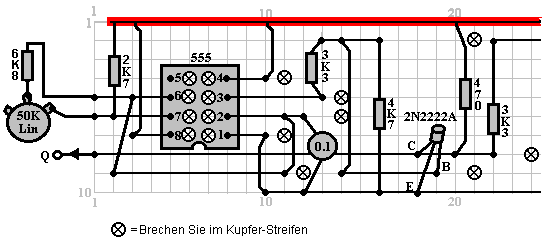 1
10
20
1
555
6K8
2K7
5
4
6
3
7
2
8
1
3K3
4K7
470
3K3
50K
Lin
2N2222A
0.1
C
Q
B
E
10
10
20
= Brechen Sie im Kupfer-Streifen